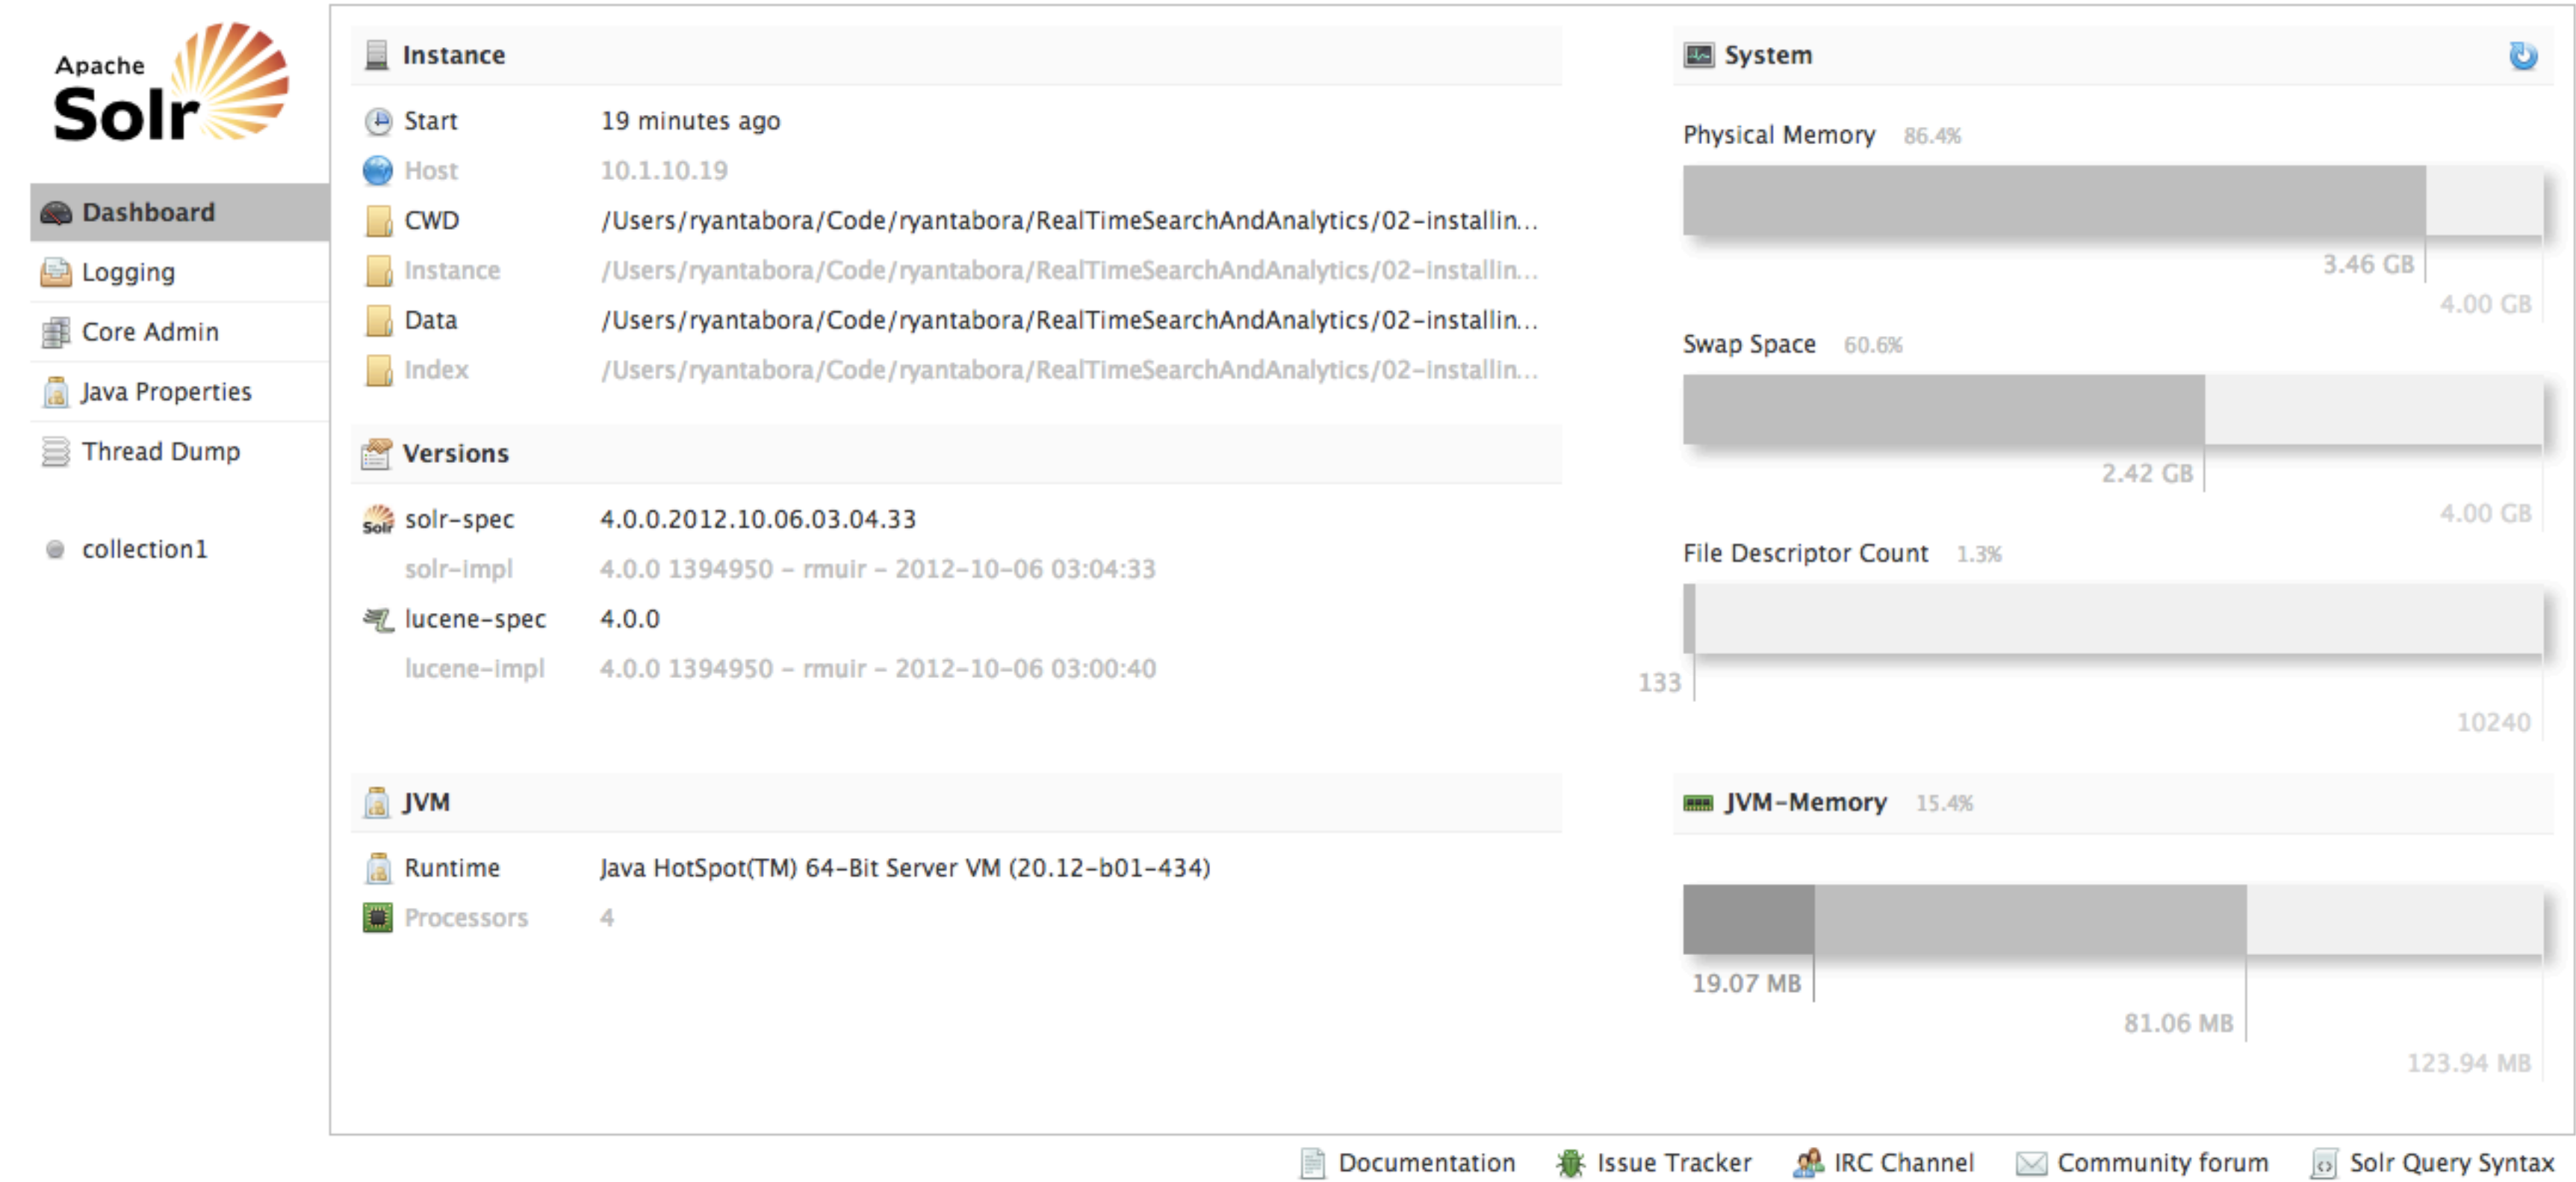 Apache
Solr
Dashboard
Logging
Core Admin
Java Properties
Thread Dump
collection1
Instance
Start 19 minutes ago
Host 10.1.10.19
CWD /Users/ryantabora/Code/ryantabora/RealTimeSearchAndAnalytics/02-installin...
Instance /Users/ryantabora/Code/ryantabora/RealTimeSearchAndAnalytics/02-installin...
Data /Users/ryantabora/Code/ryantabora/RealTimeSearchAndAnalytics/02-installin...
Index /Users/ryantabora/Code/ryantabora/RealTimeSearchAndAnalytics/02-installin...
Versions
Solr solr-spec 4.0.0.2012.10.06.03.04.33
solr-impl 4.0.0 1394950 - rmuir - 2012-10-06 03:04:33
lucene-spec 4.0.0
lucene-impl 4.0.0 1394950 - rmuir - 2012-10-06 03:00:40
JVM
Runtime Java HotSpot(TM) 64-Bit Server VM (20.12-b01-434)
Processors 4
System
Physical Memory 86.4%
3.46 GB
4.00 GB
Swap Space 60.6%
2.42 GB
4.00 GB
File Descriptor Count 1.3%
133
10240
JVM-Memory 15.4%
19.07 MB
81.06 MB
123.94 MB
Documentation Issue Tracker IRC Channel Community forum Solr Query Syntax